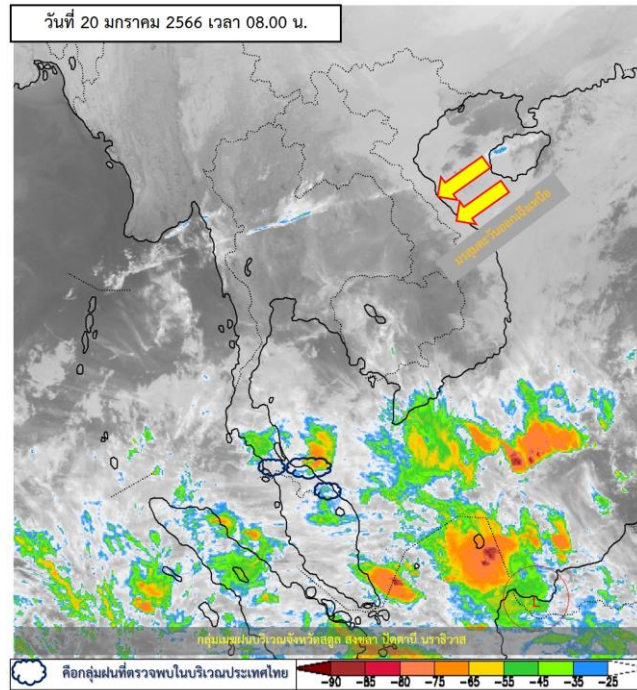 วันที่ 20 มกราคม 2566 เวลา 08.00 น.
มรสุมตะวันออกเฉียงเหนือ
L
กลุ่มเมฆฝนบริเวณจังหวัดสตูล สงขลา ปัตตานี นราธิวาส
คือกลุ่มฝนที่ตรวจพบในบริเวณประเทศไทย
-90 -85 -80 -75 -65 -55 -45 -35 -25